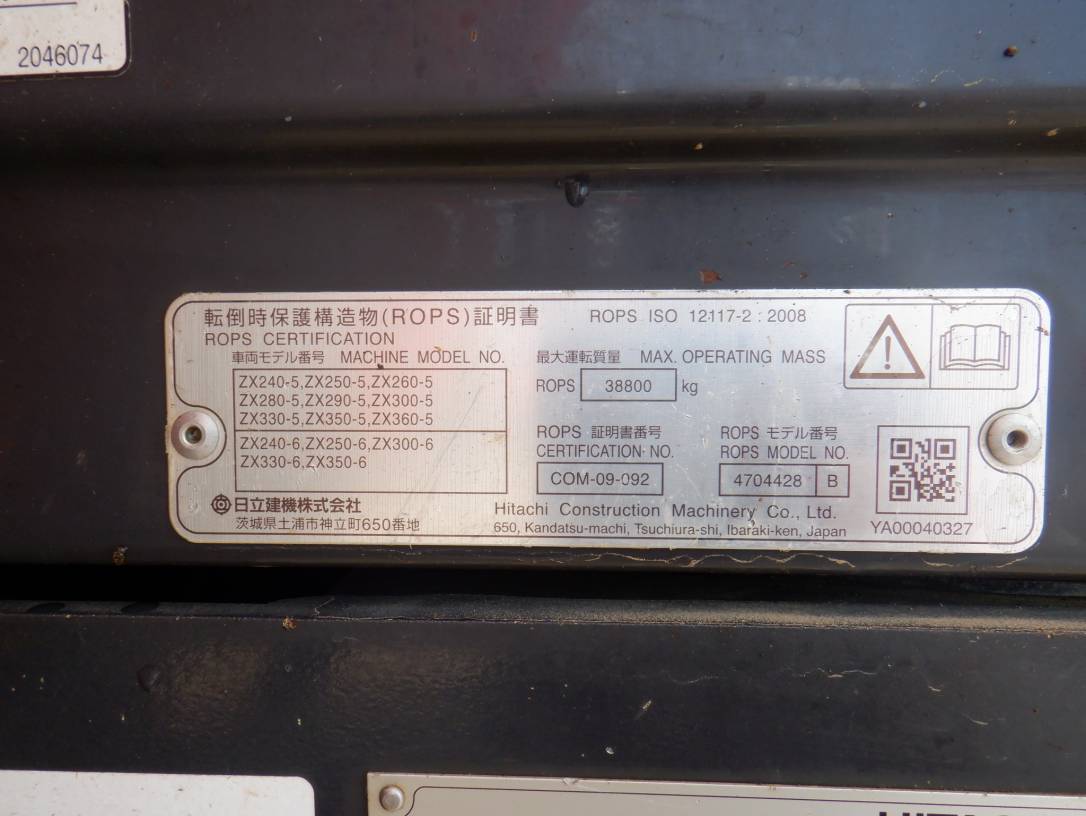 2046074
転倒時保護構造物(ROPS)証明書
ROPS ISO 12117-2 : 2008
ROPS CERTIFICATION
車両モデル番号 MACHINE MODEL NO.
ZX240-5,ZX250-5,ZX260-5
ZX280-5,ZX290-5,ZX300-5
ZX330-5,ZX350-5,ZX360-5
ZX240-6,ZX250-6,ZX300-6
ZX330-6,ZX350-6
最大運転質量 MAX. OPERATING MASS
ROPS 38800 kg
ROPS 証明書番号
CERTIFICATION NO.
COM-09-092
ROPS モデル番号
ROPS MODEL NO.
4704428 B
日立建機株式会社
茨城県土浦市神立町650番地
Hitachi Construction Machinery Co., Ltd.
650, Kandatsu-machi, Tsuchiura-shi, Ibaraki-ken, Japan
YA00040327